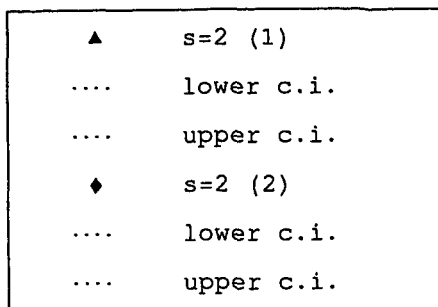 ▲ s=2 (1)
.... lower c.i.
.... upper c.i.
◆ s=2 (2)
.... lower c.i.
.... upper c.i.